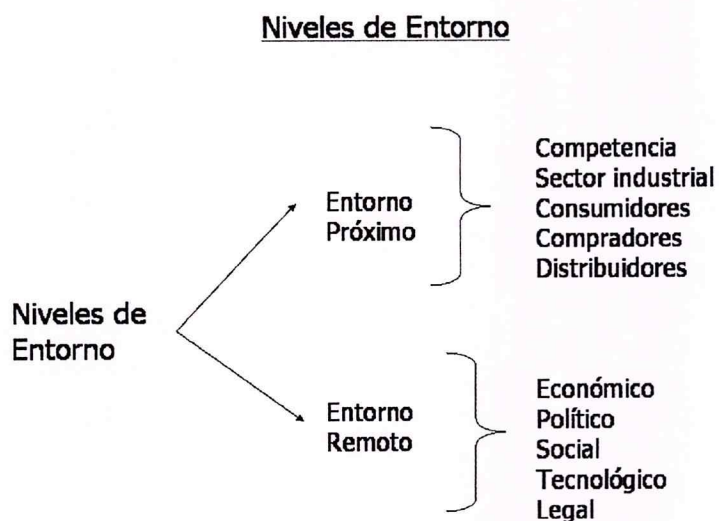 Niveles de Entorno
Niveles de
Entorno
Entorno
Próximo
Competencia
Sector industrial
Consumidores
Compradores
Distribuidores
Entorno
Remoto
Económico
Político
Social
Tecnológico
Legal